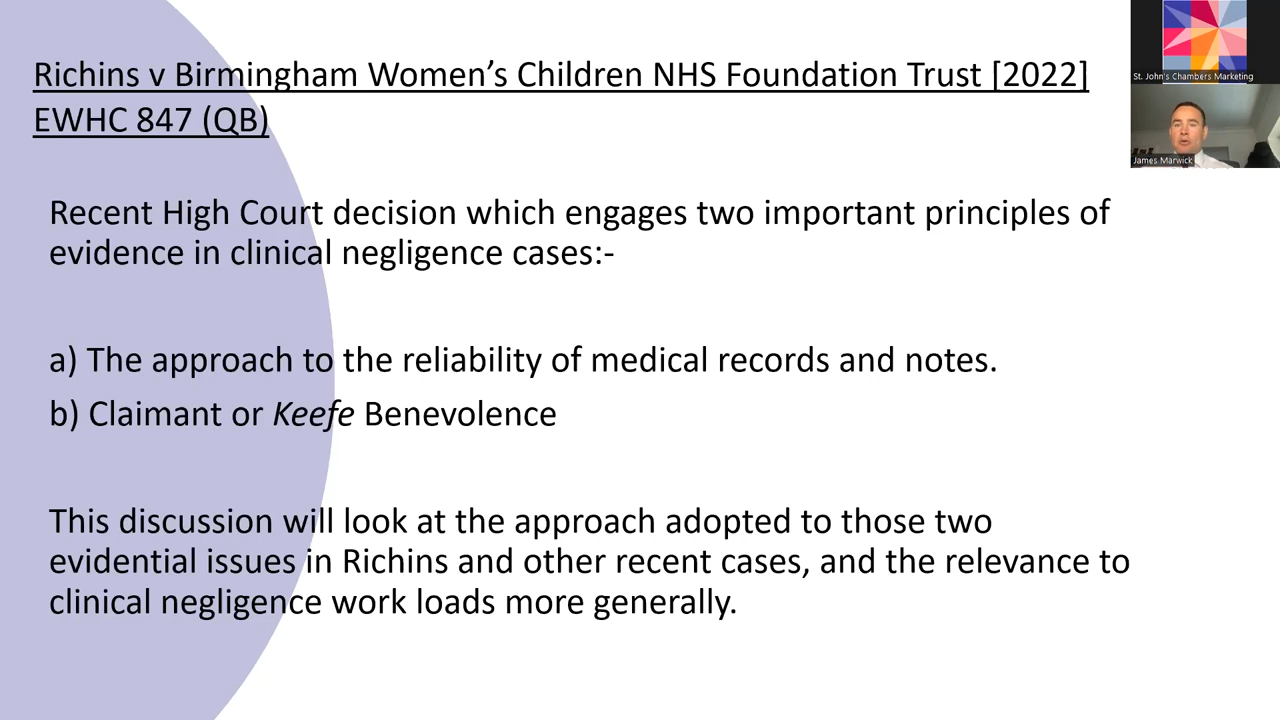 Richins v Birmingham Women's Children NHS Foundation Trust [2022]
EWHC 847 (QB)
Recent High Court decision which engages two important principles of
evidence in clinical negligence cases:-
a) The approach to the reliability of medical records and notes.
b) Claimant or Keefe Benevolence
This discussion will look at the approach adopted to those two
evidential issues in Richins and other recent cases, and the relevance to
clinical negligence work loads more generally.
St. John's Chambers Marketing
James Marwick